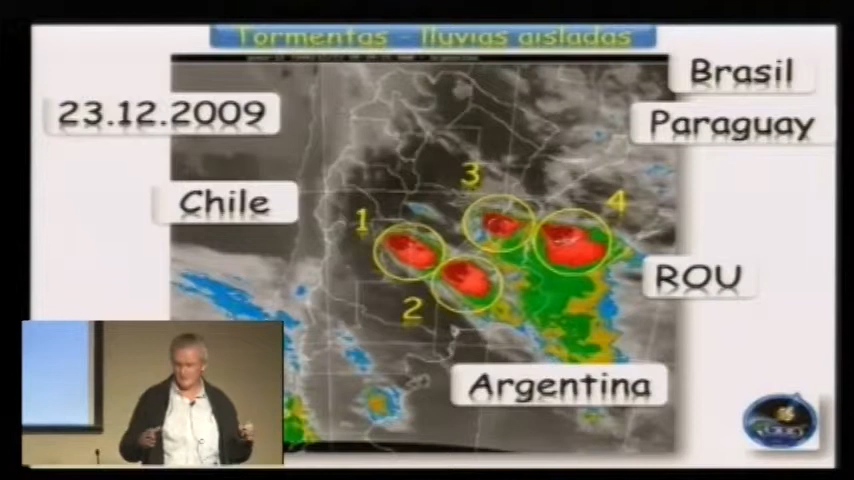 Tormentas - lluvias aisladas
Brasil
23.12.2009
Paraguay
3
Chile
4
1
ROU
2
Argentina